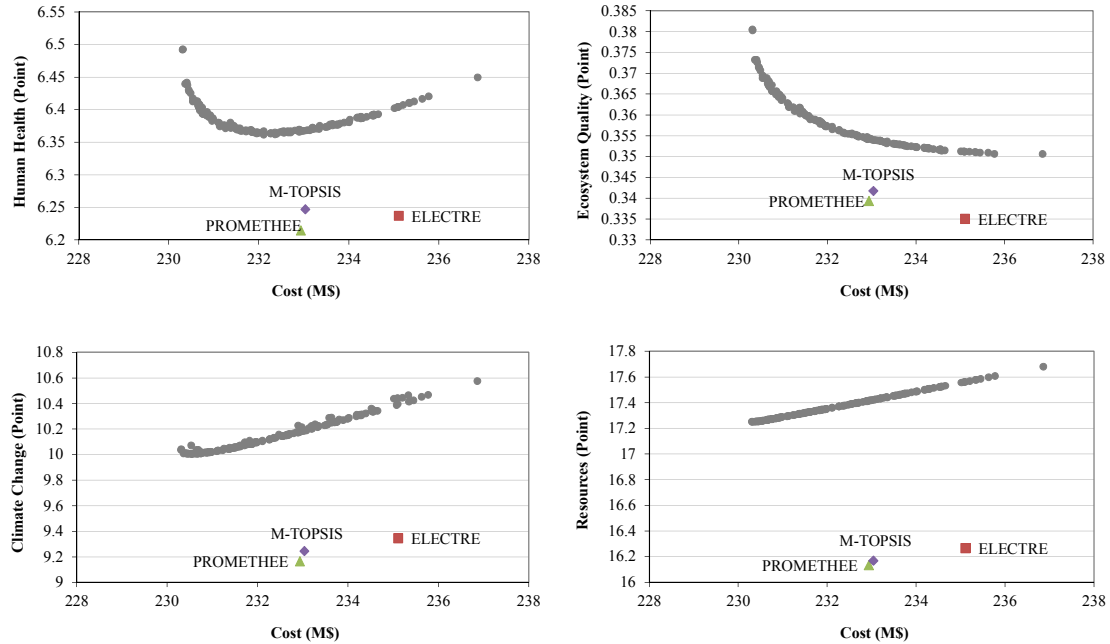 Human Health (Point)
6.55
6.5
6.45
6.4
6.35
6.3
6.25
6.2
M-TOPSIS
PROMETHEE
ELECTRE
228 230 232 234 236 238
Cost (M$)
Ecosystem Quality (Point)
0.385
0.38
0.375
0.37
0.365
0.36
0.355
0.35
0.345
0.34
0.335
0.33
M-TOPSIS
PROMETHEE
ELECTRE
228 230 232 234 236 238
Cost (M$)
Climate Change (Point)
10.8
10.6
10.4
10.2
10
9.8
9.6
9.4
9.2
9
M-TOPSIS
PROMETHEE
ELECTRE
228 230 232 234 236 238
Cost (M$)
Resources (Point)
17.8
17.6
17.4
17.2
17
16.8
16.6
16.4
16.2
16
M-TOPSIS
PROMETHEE
ELECTRE
228 230 232 234 236 238
Cost (M$)